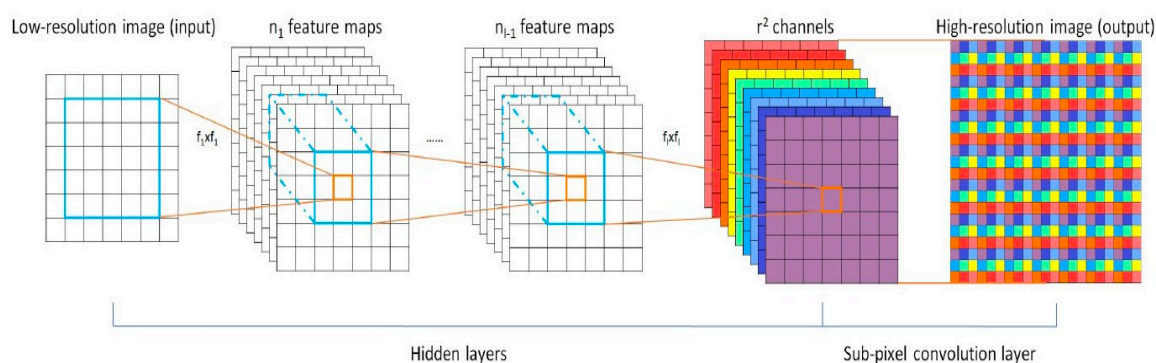 Low-resolution image (input)
n₁ feature maps
nₗ₋₁ feature maps
r² channels
High-resolution image (output)
f₁xf₁
......
fₗxfₗ
Hidden layers
Sub-pixel convolution layer